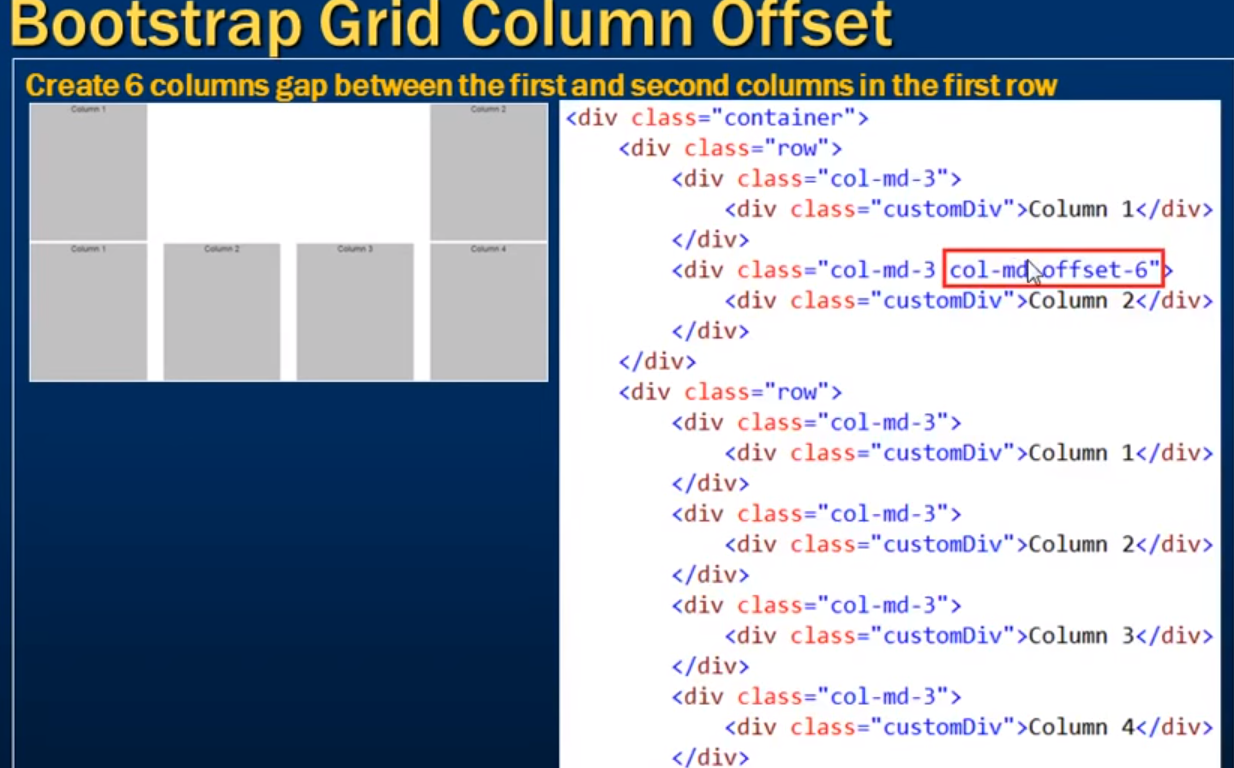 Bootstrap Grid Column Offset
Create 6 columns gap between the first and second columns in the first row
Column 1 Column 2
Column 1 Column 2 Column 3 Column 4
<div class="container">
<div class="row">
<div class="col-md-3">
<div class="customDiv">Column 1</div>
</div>
<div class="col-md-3 col-md-offset-6">
<div class="customDiv">Column 2</div>
</div>
</div>
<div class="row">
<div class="col-md-3">
<div class="customDiv">Column 1</div>
</div>
<div class="col-md-3">
<div class="customDiv">Column 2</div>
</div>
<div class="col-md-3">
<div class="customDiv">Column 3</div>
</div>
<div class="col-md-3">
<div class="customDiv">Column 4</div>
</div>